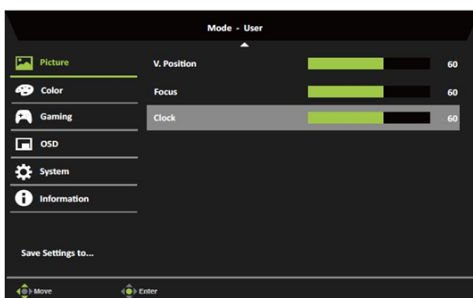 Mode - User
Picture
V. Position 60
Color
Focus 60
Gaming
Clock 60
OSD
System
Information
Save Settings to...
Move Enter